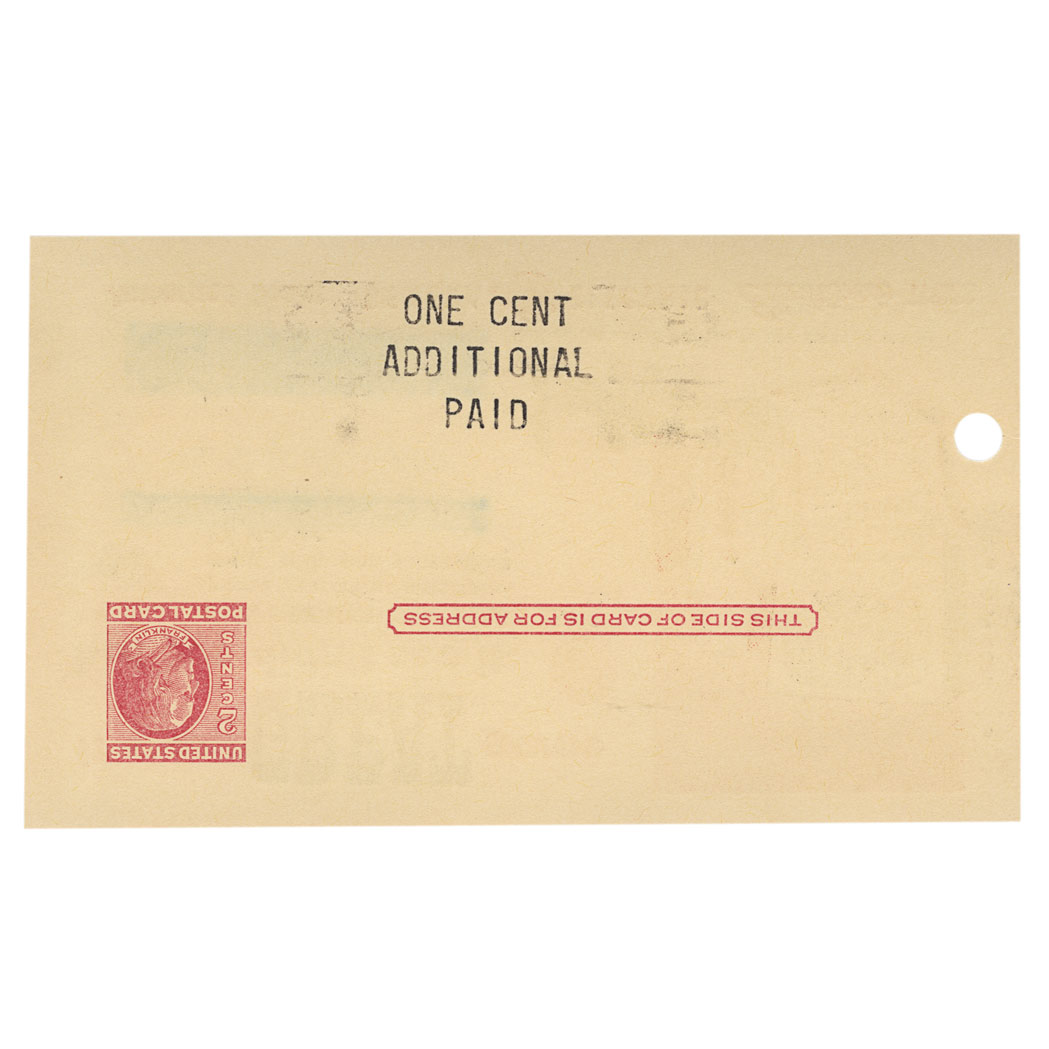 ONE CENT
ADDITIONAL
PAID
THIS SIDE OF CARD IS FOR ADDRESS
UNITED STATES
2 CENTS
FRANKLIN
POSTAL CARD